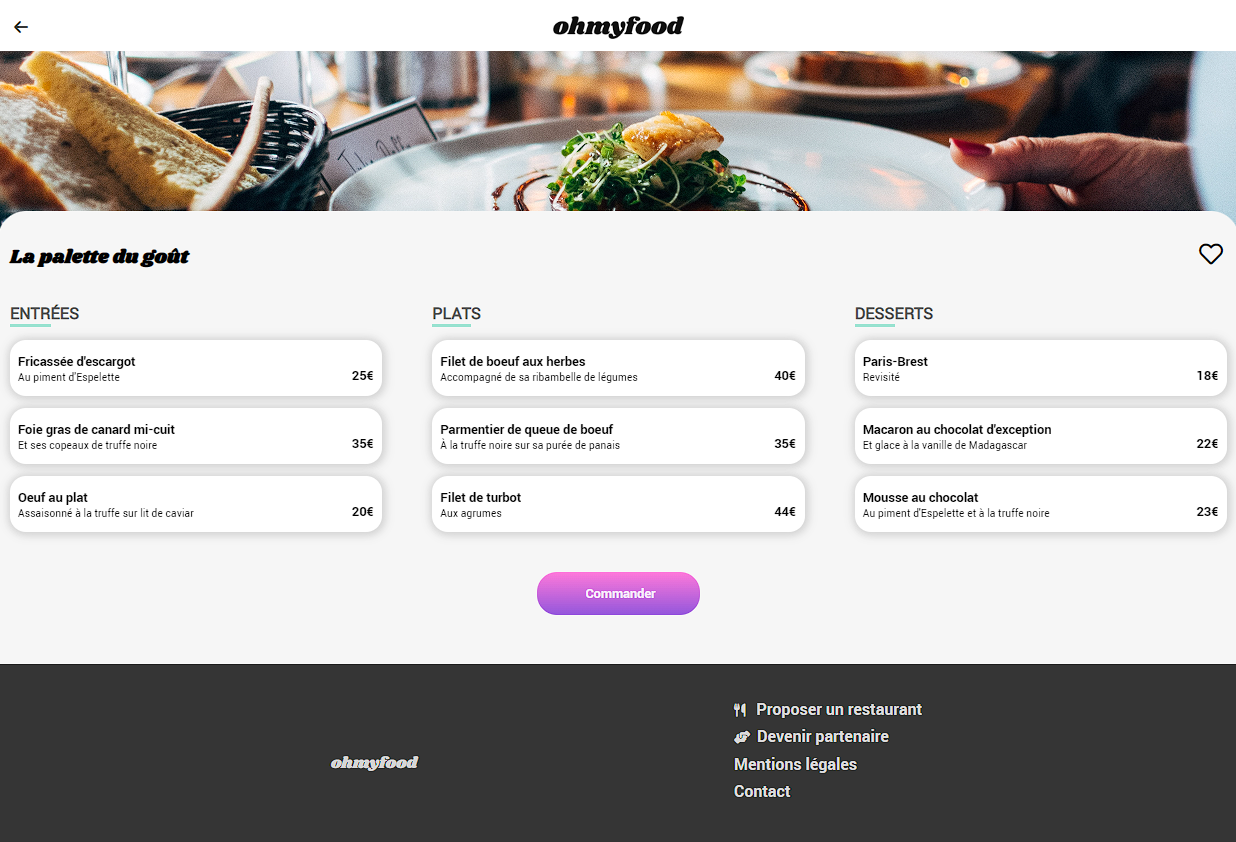 ohmyfood
La palette du goût
ENTRÉES
Fricassée d'escargot
Au piment d'Espelette
25€
Foie gras de canard mi-cuit
Et ses copeaux de truffe noire
35€
Oeuf au plat
Assaisonné à la truffe sur lit de caviar
20€
PLATS
Filet de boeuf aux herbes
Accompagné de sa ribambelle de légumes
40€
Parmentier de queue de boeuf
À la truffe noire sur sa purée de panais
35€
Filet de turbot
Aux agrumes
44€
DESSERTS
Paris-Brest
Revisité
18€
Macaron au chocolat d'exception
Et glace à la vanille de Madagascar
22€
Mousse au chocolat
Au piment d'Espelette et à la truffe noire
23€
Commander
ohmyfood
Proposer un restaurant
Devenir partenaire
Mentions légales
Contact